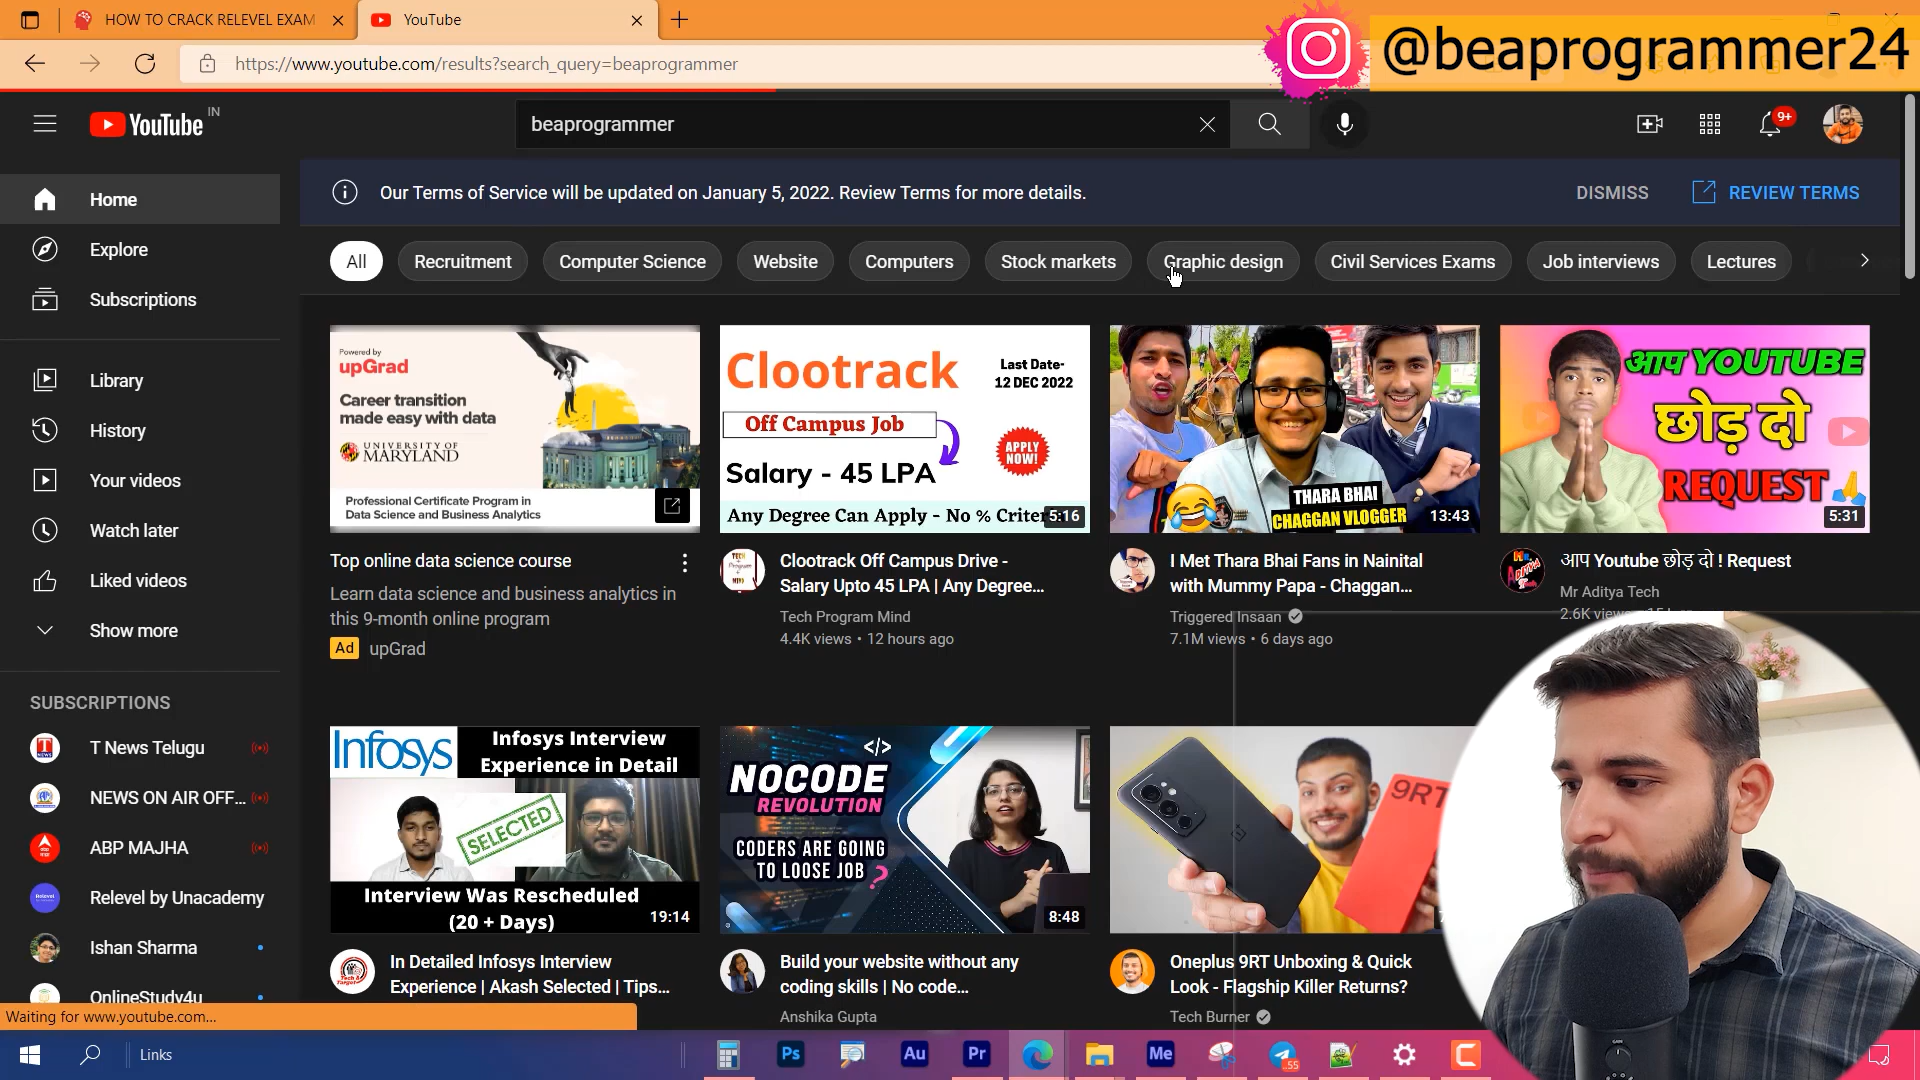 HOW TO CRACK RELEVEL EXAM
YouTube
@beaprogrammer24
https://www.youtube.com/results?search_query=beaprogrammer
YouTube IN
beaprogrammer
9+
Home
Our Terms of Service will be updated on January 5, 2022. Review Terms for more details.
DISMISS
REVIEW TERMS
Explore
Subscriptions
Library
History
Your videos
Watch later
Liked videos
Show more
SUBSCRIPTIONS
T News Telugu
NEWS ON AIR OFF...
ABP MAJHA
Relevel by Unacademy
Ishan Sharma
OnlineStudy4u
All
Recruitment
Computer Science
Website
Computers
Stock markets
Graphic design
Civil Services Exams
Job interviews
Lectures
Powered by
upGrad
Career transition
made easy with data
UNIVERSITY OF
MARYLAND
Professional Certificate Program in
Data Science and Business Analytics
Top online data science course
Learn data science and business analytics in
this 9-month online program
Ad upGrad
Clootrack
Last Date-
12 DEC 2022
Off Campus Job
APPLY
NOW!
Salary - 45 LPA
Any Degree Can Apply - No % Criter
5:16
Clootrack Off Campus Drive -
Salary Upto 45 LPA | Any Degree...
Tech Program Mind
4.4K views • 12 hours ago
THARA BHAI
CHAGGAN VLOGGER
13:43
I Met Thara Bhai Fans in Nainital
with Mummy Papa - Chaggan...
Triggered Insaan
7.1M views • 6 days ago
आप YOUTUBE
छोड़ दो
REQUEST
5:31
आप Youtube छोड़ दो ! Request
Mr Aditya Tech
2.6K views
Infosys
Infosys Interview
Experience in Detail
SELECTED
Interview Was Rescheduled
(20 + Days)
19:14
In Detailed Infosys Interview
Experience | Akash Selected | Tips...
</>
NOCODE
REVOLUTION
CODERS ARE GOING
TO LOOSE JOB ?
8:48
Build your website without any
coding skills | No code...
Anshika Gupta
9RT
Oneplus 9RT Unboxing & Quick
Look - Flagship Killer Returns?
Tech Burner
Waiting for www.youtube.com...
Links
Ps
Au
Pr
Me
55